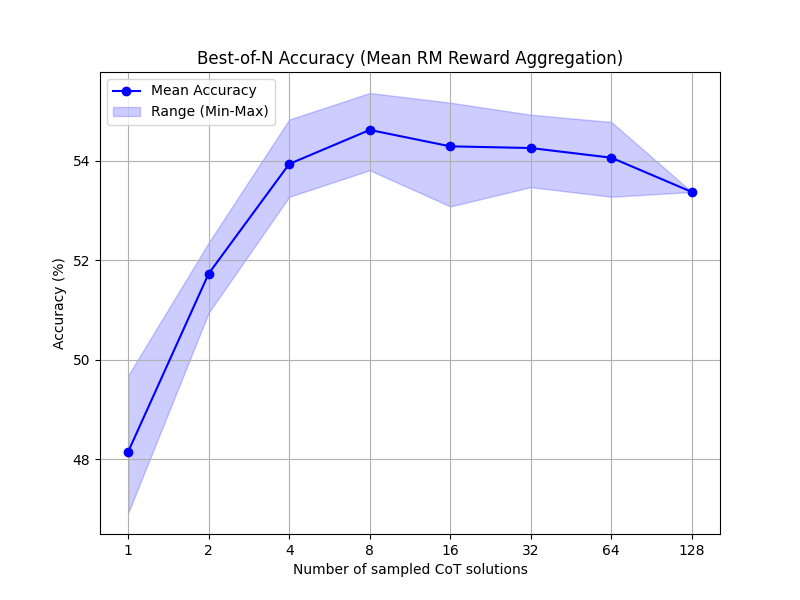 Best-of-N Accuracy (Mean RM Reward Aggregation)
Mean Accuracy
Range (Min-Max)
54
52
50
48
Accuracy (%)
1 2 4 8 16 32 64 128
Number of sampled CoT solutions